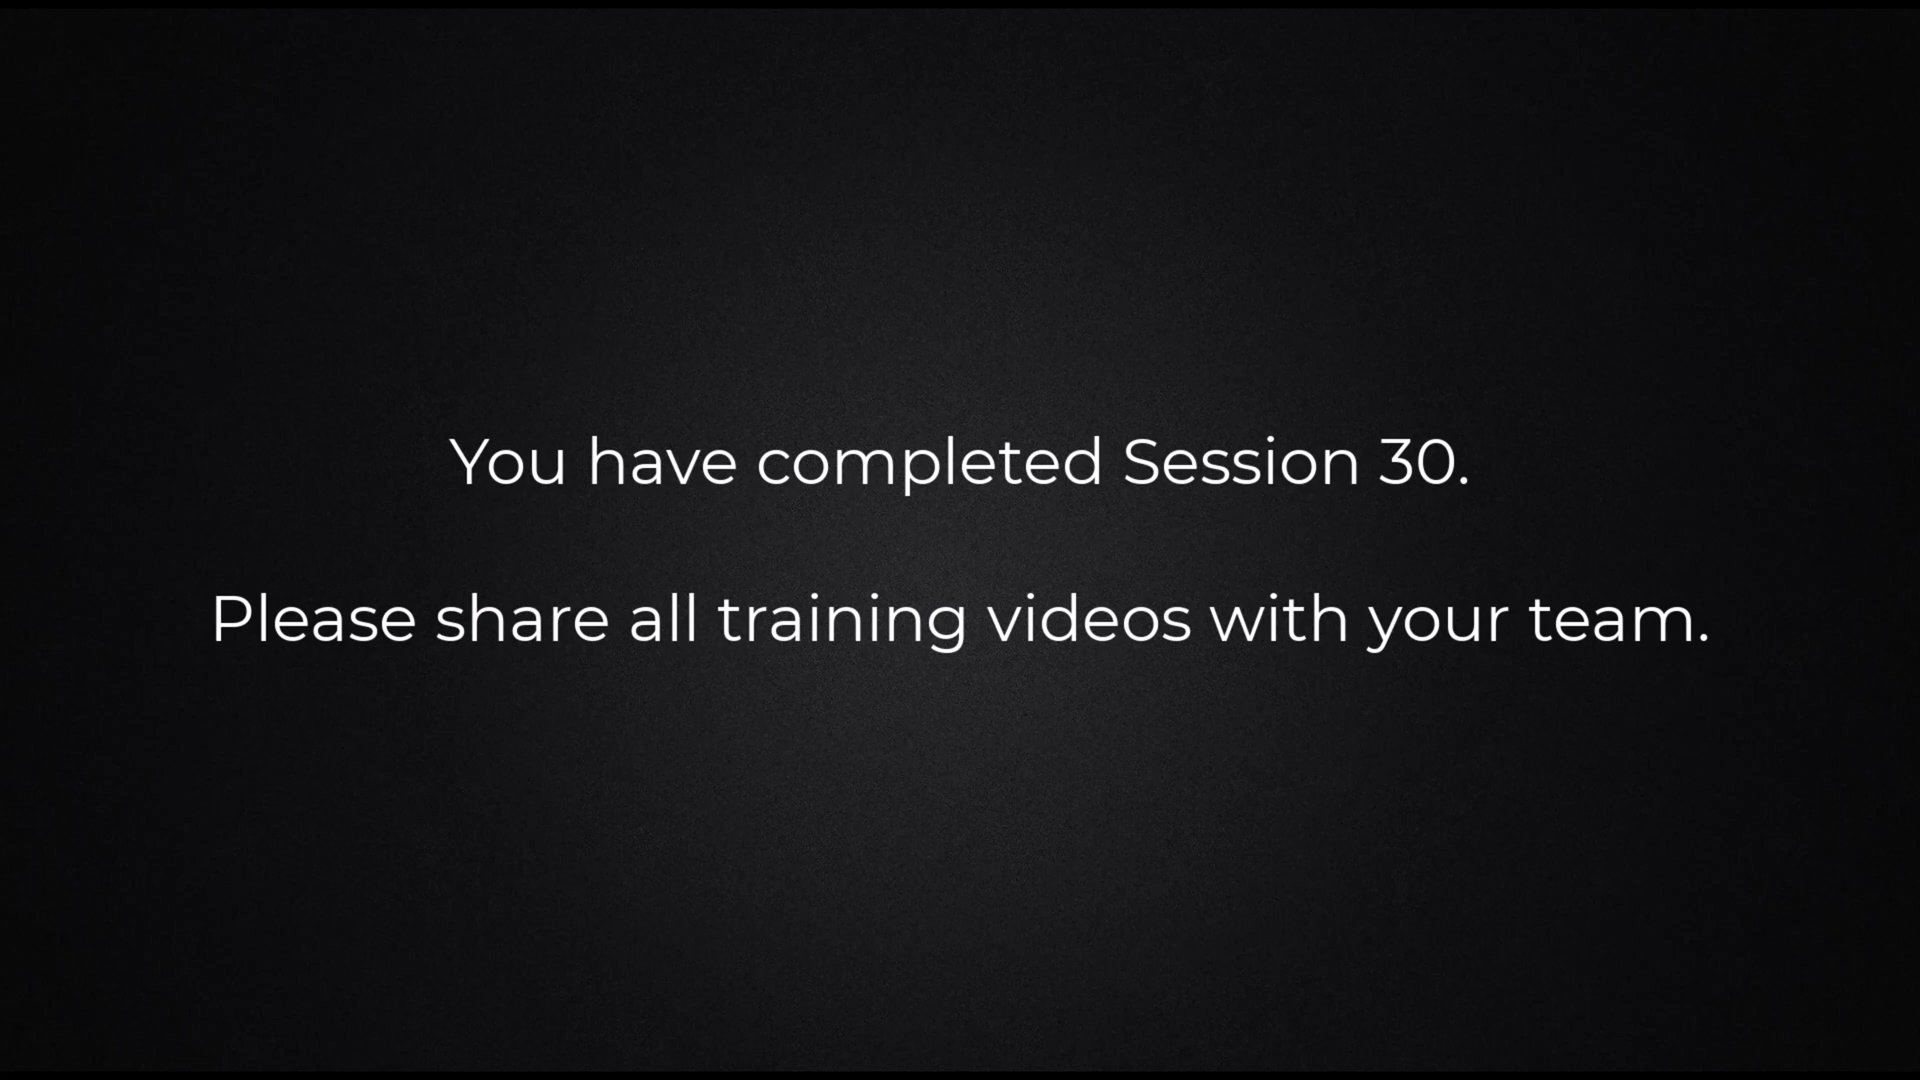 You have completed Session 30.
Please share all training videos with your team.